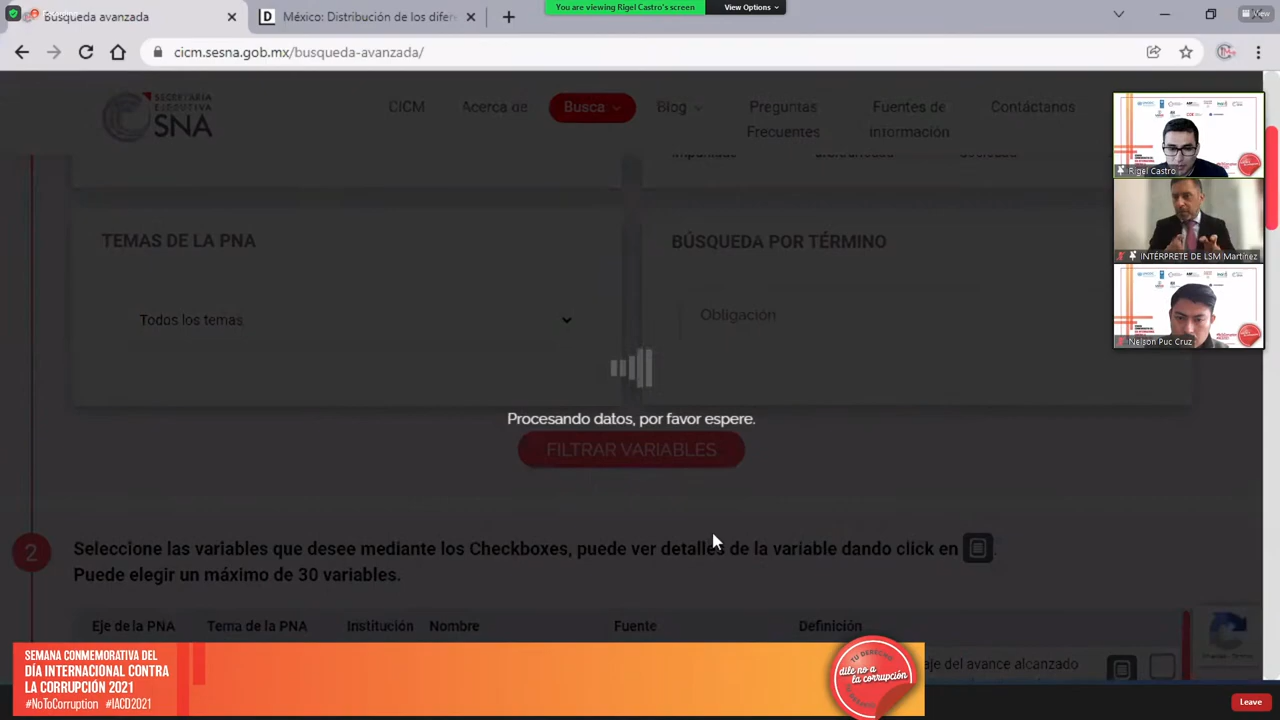 Búsqueda avanzada
México: Distribución de los difer
You are viewing Rigel Castro's screen
View Options
View
cicm.sesna.gob.mx/busqueda-avanzada/
SECRETARÍA
EJECUTIVA
SNA
CICM
Acerca de
Busca
Blog
Preguntas
Frecuentes
Fuentes de
información
Contáctanos
Rigel Castro
INTÉRPRETE DE LSM Martínez
Nelson Puc Cruz
TEMAS DE LA PNA
Todos los temas
BÚSQUEDA POR TÉRMINO
Obligación
Procesando datos, por favor espere.
FILTRAR VARIABLES
2
Seleccione las variables que desee mediante los Checkboxes, puede ver detalles de la variable dando click en
Puede elegir un máximo de 30 variables.
Eje de la PNA
Tema de la PNA
Institución
Nombre
Fuente
Definición
aje del avance alcanzado
SEMANA CONMEMORATIVA DEL
DÍA INTERNACIONAL CONTRA
LA CORRUPCIÓN 2021
#NoToCorruption #IACD2021
TU DERECHO
dile no a
la corrupción
Leave